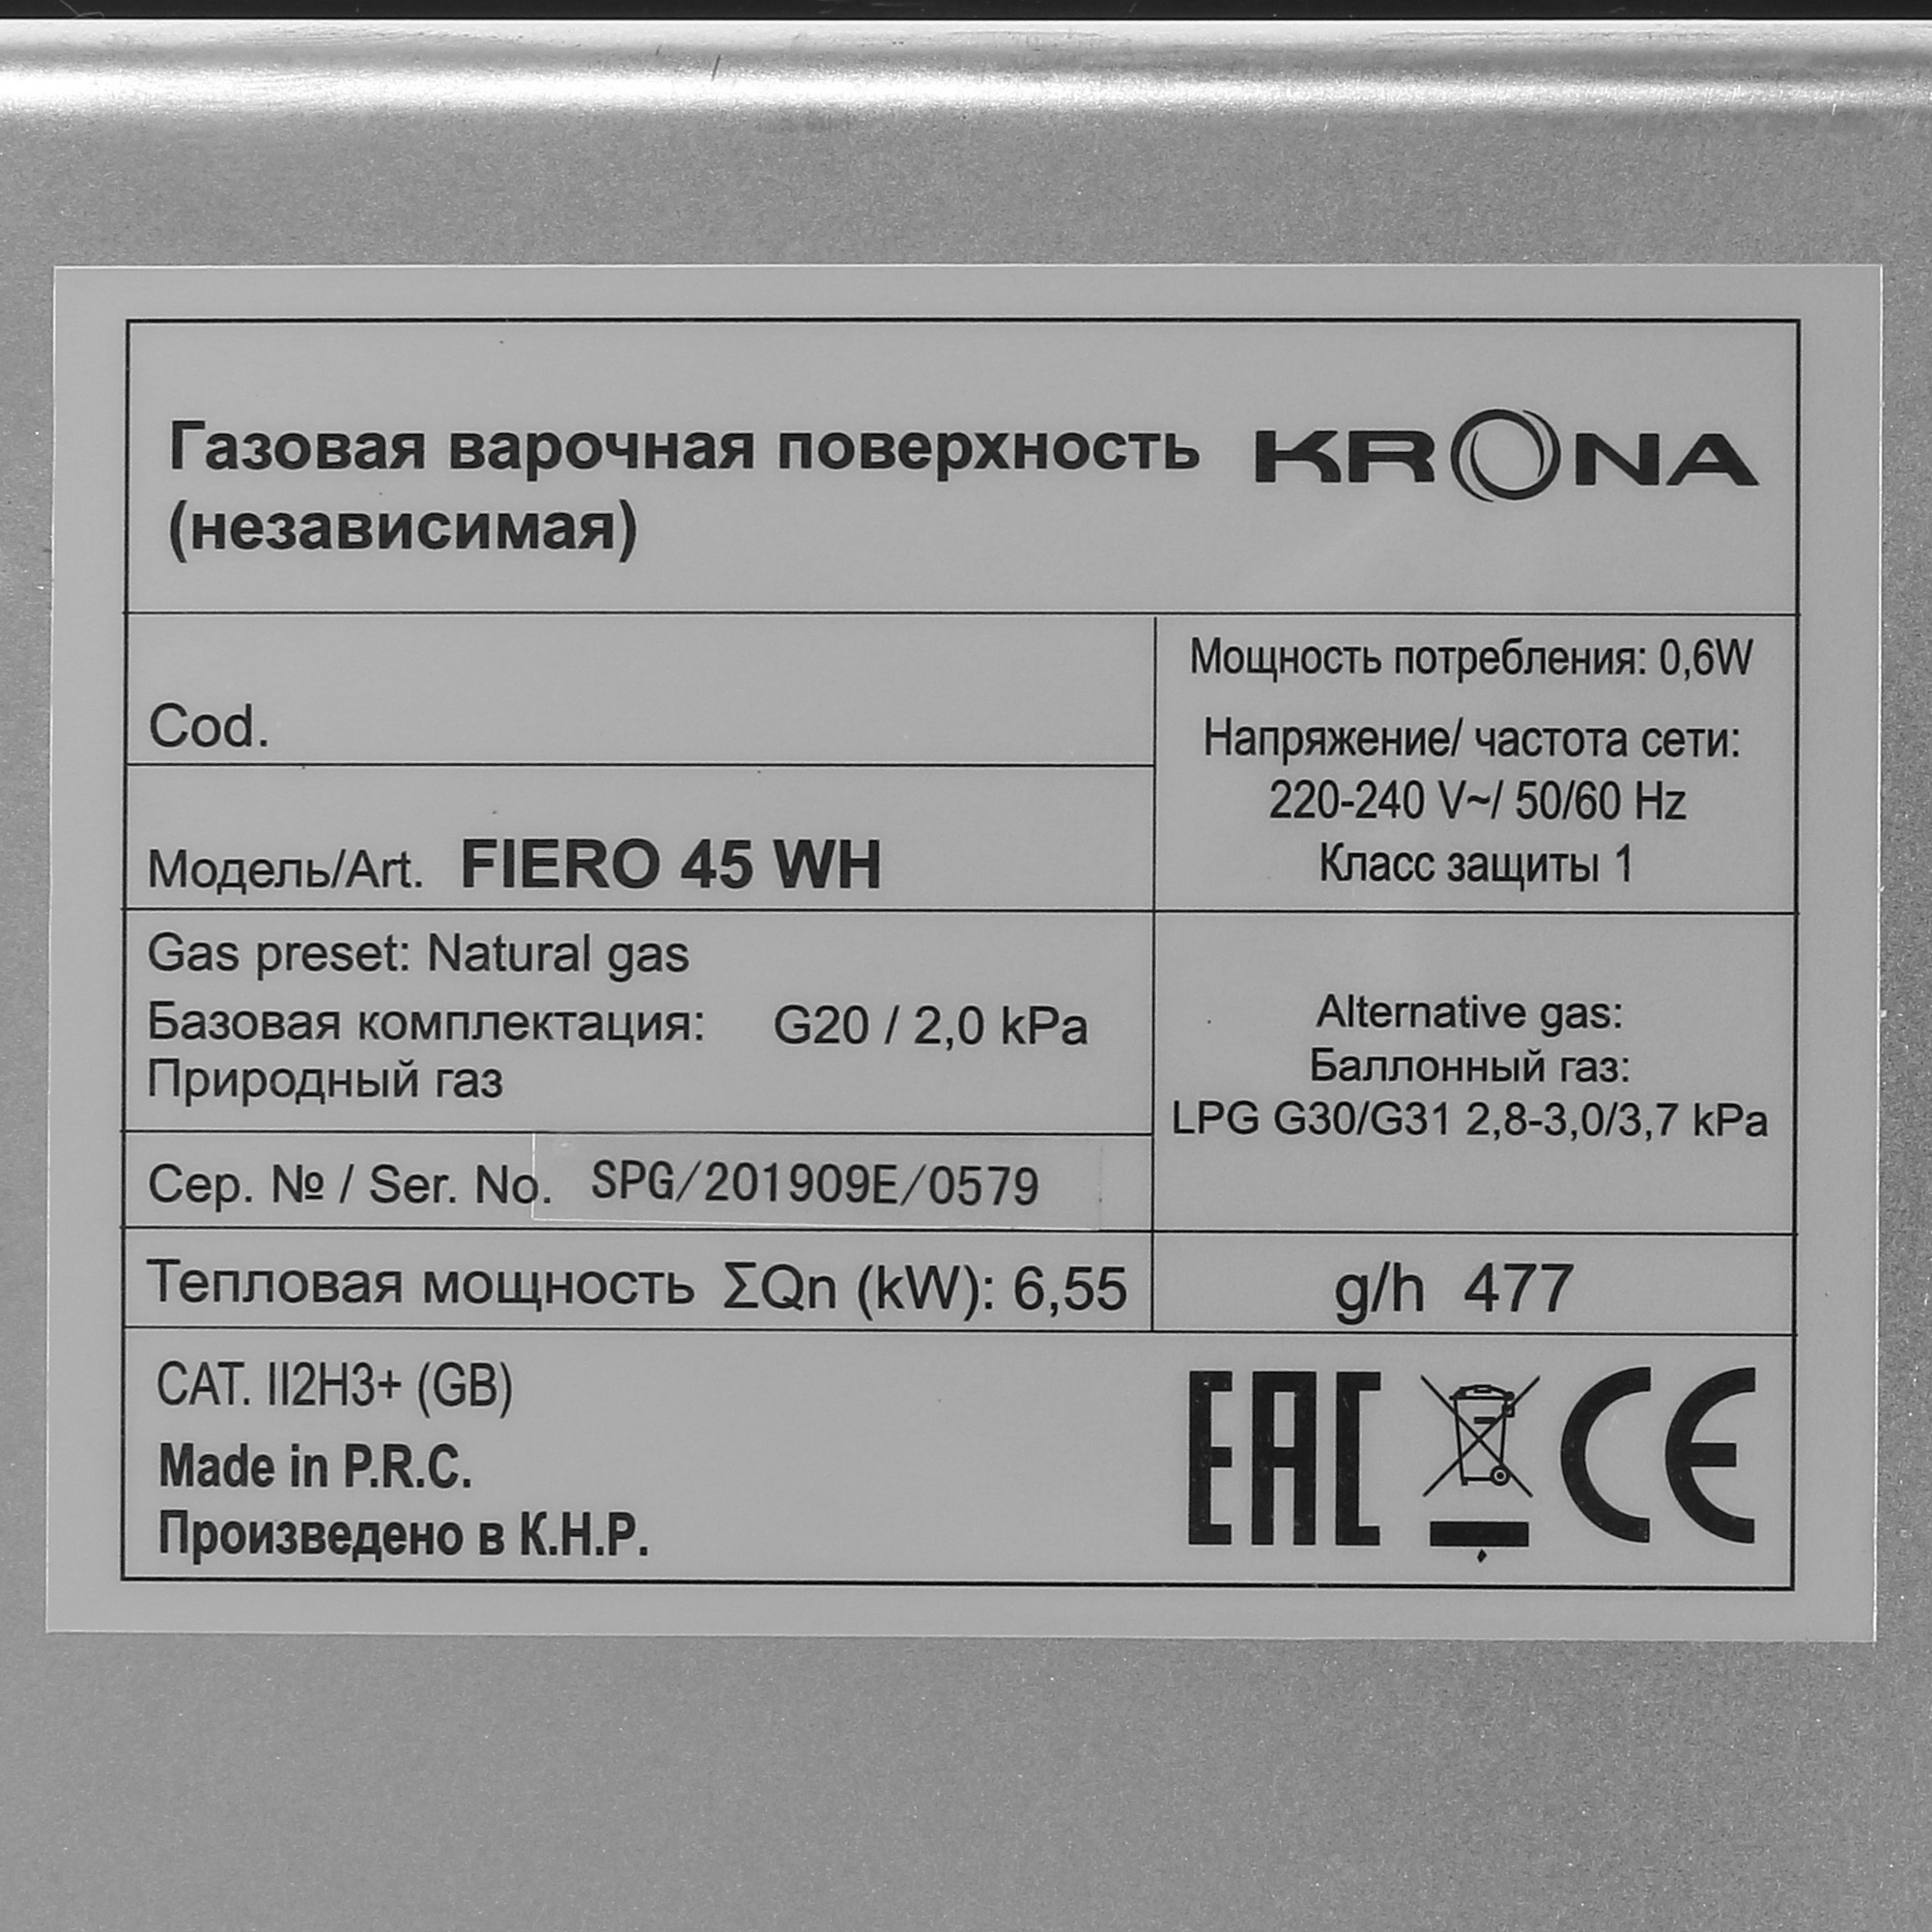 Газовая варочная поверхность KRONA
(независимая)
Cod.
Модель/Art. FIERO 45 WH
Мощность потребления: 0,6W
Напряжение/ частота сети:
220-240 V~/ 50/60 Hz
Класс защиты 1
Gas preset: Natural gas
Базовая комплектация: G20 / 2,0 kPa
Природный газ
Alternative gas:
Баллонный газ:
LPG G30/G31 2,8-3,0/3,7 kPa
Сер. № / Ser. No. SPG/201909E/0579
Тепловая мощность ΣQn (kW): 6,55
g/h 477
CAT. II2H3+ (GB)
Made in P.R.C.
Произведено в К.Н.Р.
EAC CE